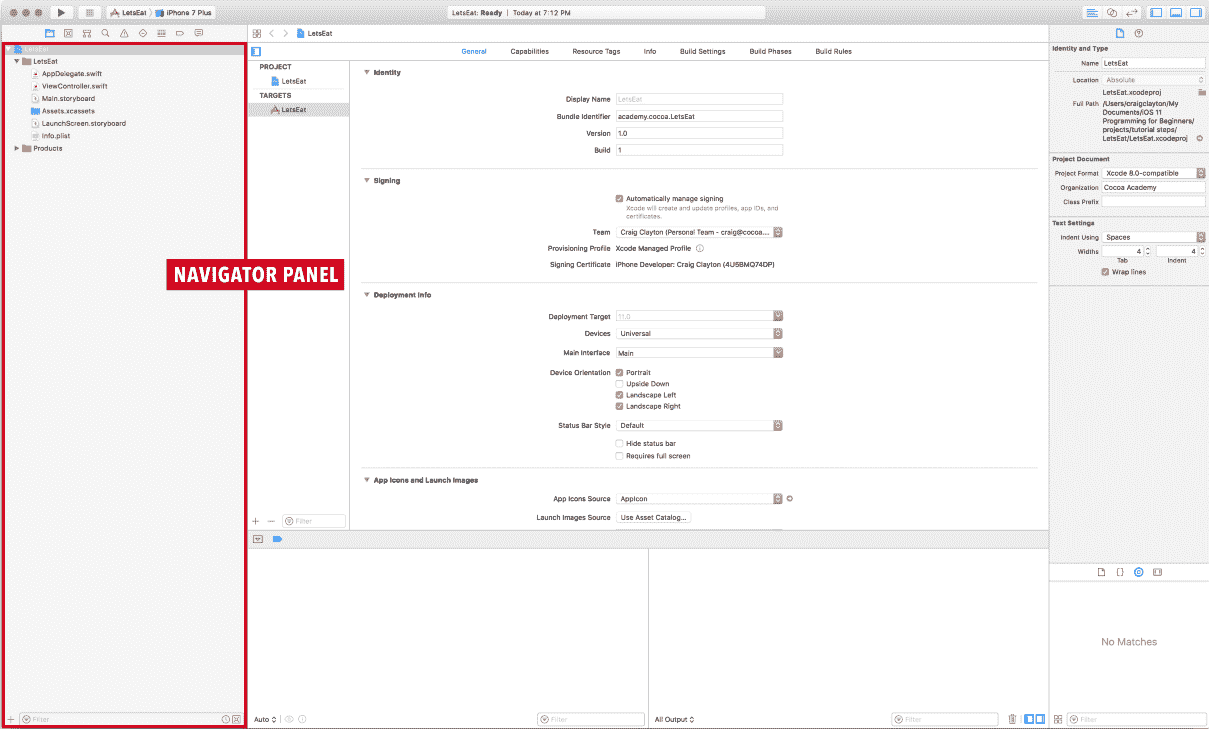 LetsEat
iPhone 7 Plus
LetsEat: Ready | Today at 7:12 PM
LetsEat
LetsEat
AppDelegate.swift
ViewController.swift
Main.storyboard
Assets.xcassets
LaunchScreen.storyboard
Info.plist
Products
NAVIGATOR PANEL
Filter
LetsEat
General Capabilities Resource Tags Info Build Settings Build Phases Build Rules
PROJECT
LetsEat
TARGETS
LetsEat
Filter
Identity
Display Name LetsEat
Bundle Identifier academy.cocoa.LetsEat
Version 1.0
Build 1
Signing
Automatically manage signing
Xcode will create and update profiles, app IDs, and
certificates.
Team Craig Clayton (Personal Team - craig@cocoa...
Provisioning Profile Xcode Managed Profile
Signing Certificate iPhone Developer: Craig Clayton (4U5BMQ74DP)
Deployment Info
Deployment Target 11.0
Devices Universal
Main Interface Main
Device Orientation Portrait
Upside Down
Landscape Left
Landscape Right
Status Bar Style Default
Hide status bar
Requires full screen
App Icons and Launch Images
App Icons Source AppIcon
Launch Images Source Use Asset Catalog...
Auto
Filter
All Output
Filter
Identity and Type
Name LetsEat
Location Absolute
LetsEat.xcodeproj
Full Path /Users/craigclayton/My
Documents/iOS 11
Programming for Beginners/
projects/tutorial steps/
LetsEat/LetsEat.xcodeproj
Project Document
Project Format Xcode 8.0-compatible
Organization Cocoa Academy
Class Prefix
Text Settings
Indent Using Spaces
Widths 4 4
Tab Indent
Wrap lines
No Matches
Filter